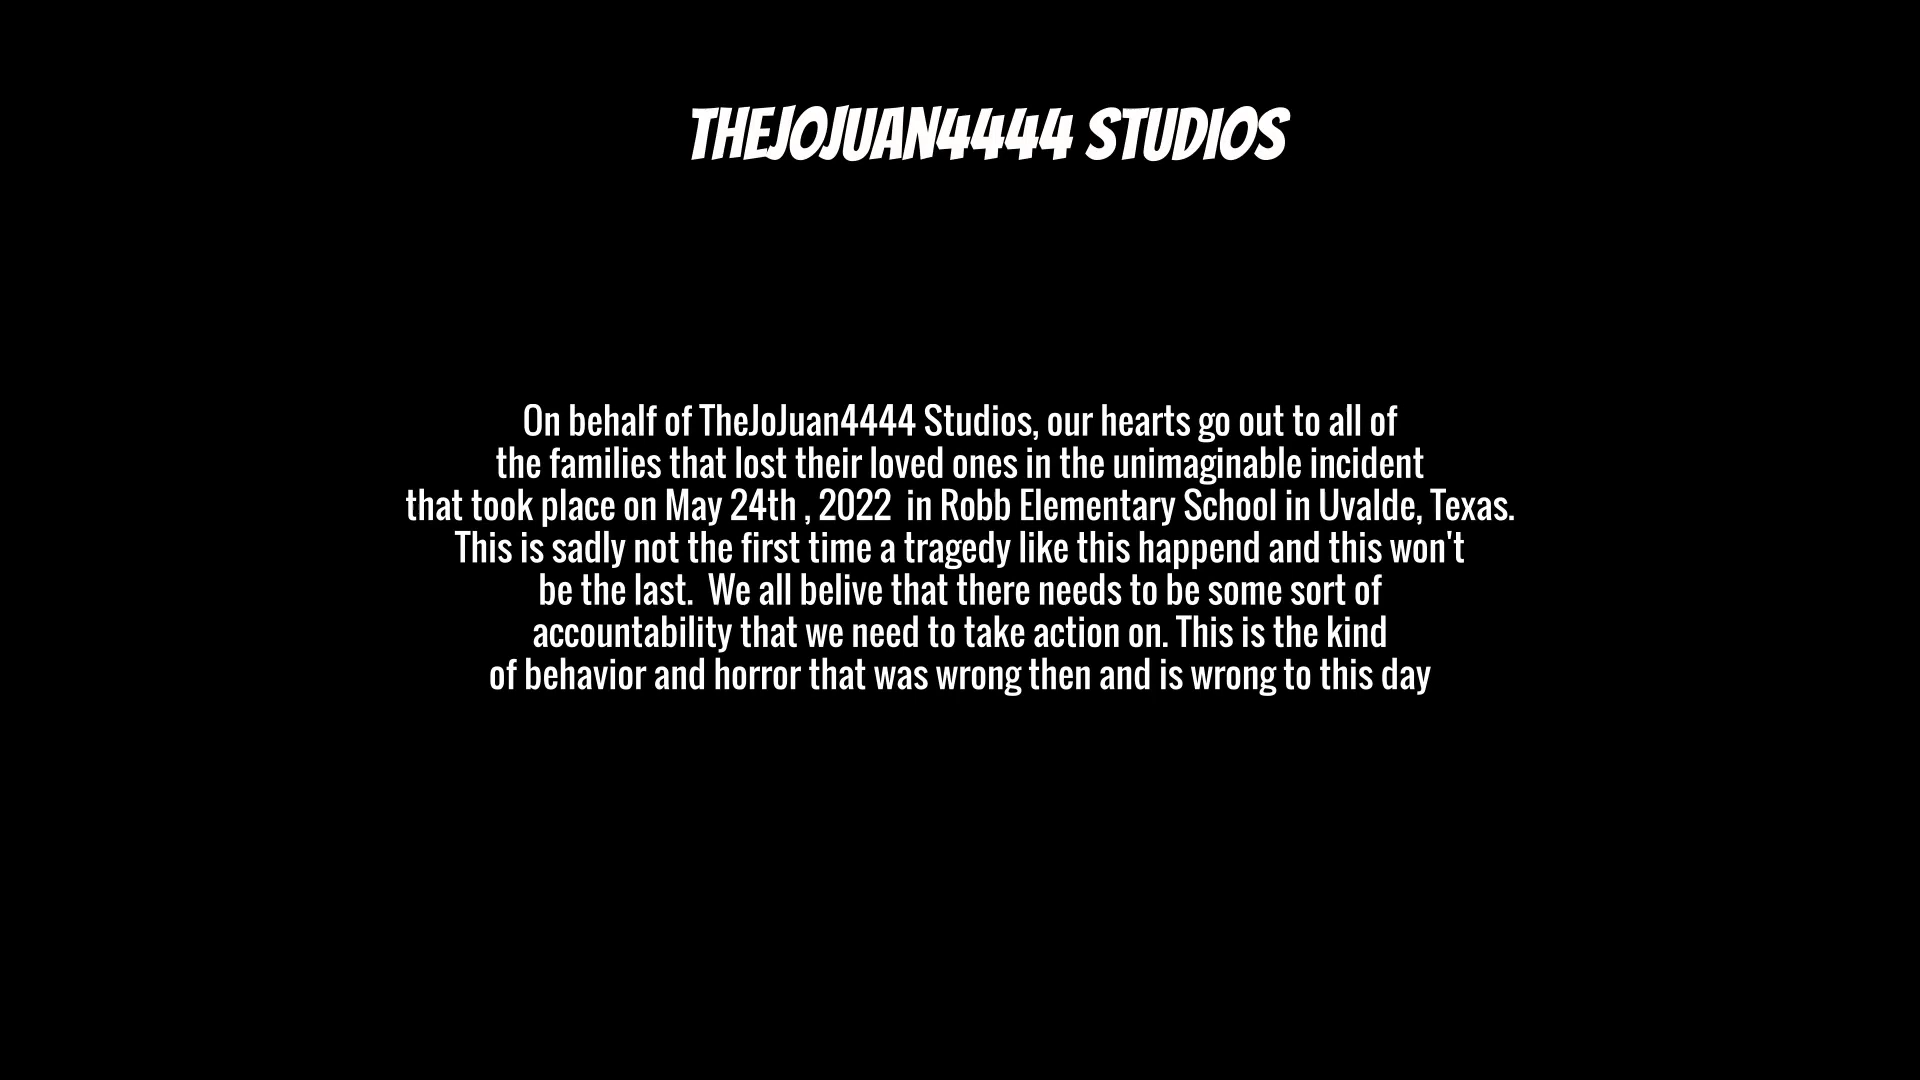 THEJOJUAN4444 STUDIOS
On behalf of TheJoJuan4444 Studios, our hearts go out to all of
the families that lost their loved ones in the unimaginable incident
that took place on May 24th , 2022  in Robb Elementary School in Uvalde, Texas.
This is sadly not the first time a tragedy like this happend and this won't
be the last.  We all belive that there needs to be some sort of
accountability that we need to take action on. This is the kind
of behavior and horror that was wrong then and is wrong to this day